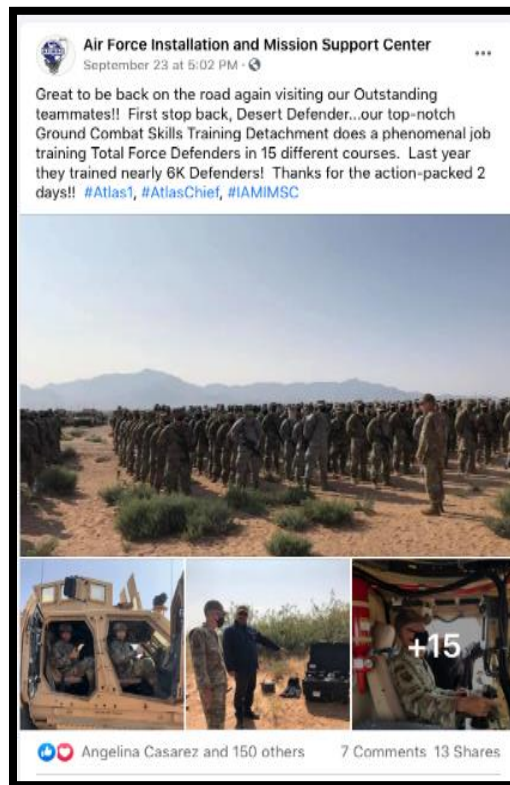 Air Force Installation and Mission Support Center
September 23 at 5:02 PM ·
Great to be back on the road again visiting our Outstanding
teammates!! First stop back, Desert Defender...our top-notch
Ground Combat Skills Training Detachment does a phenomenal job
training Total Force Defenders in 15 different courses. Last year
they trained nearly 6K Defenders! Thanks for the action-packed 2
days!! #Atlas1, #AtlasChief, #IAMIMSC
+15
Angelina Casarez and 150 others 7 Comments 13 Shares